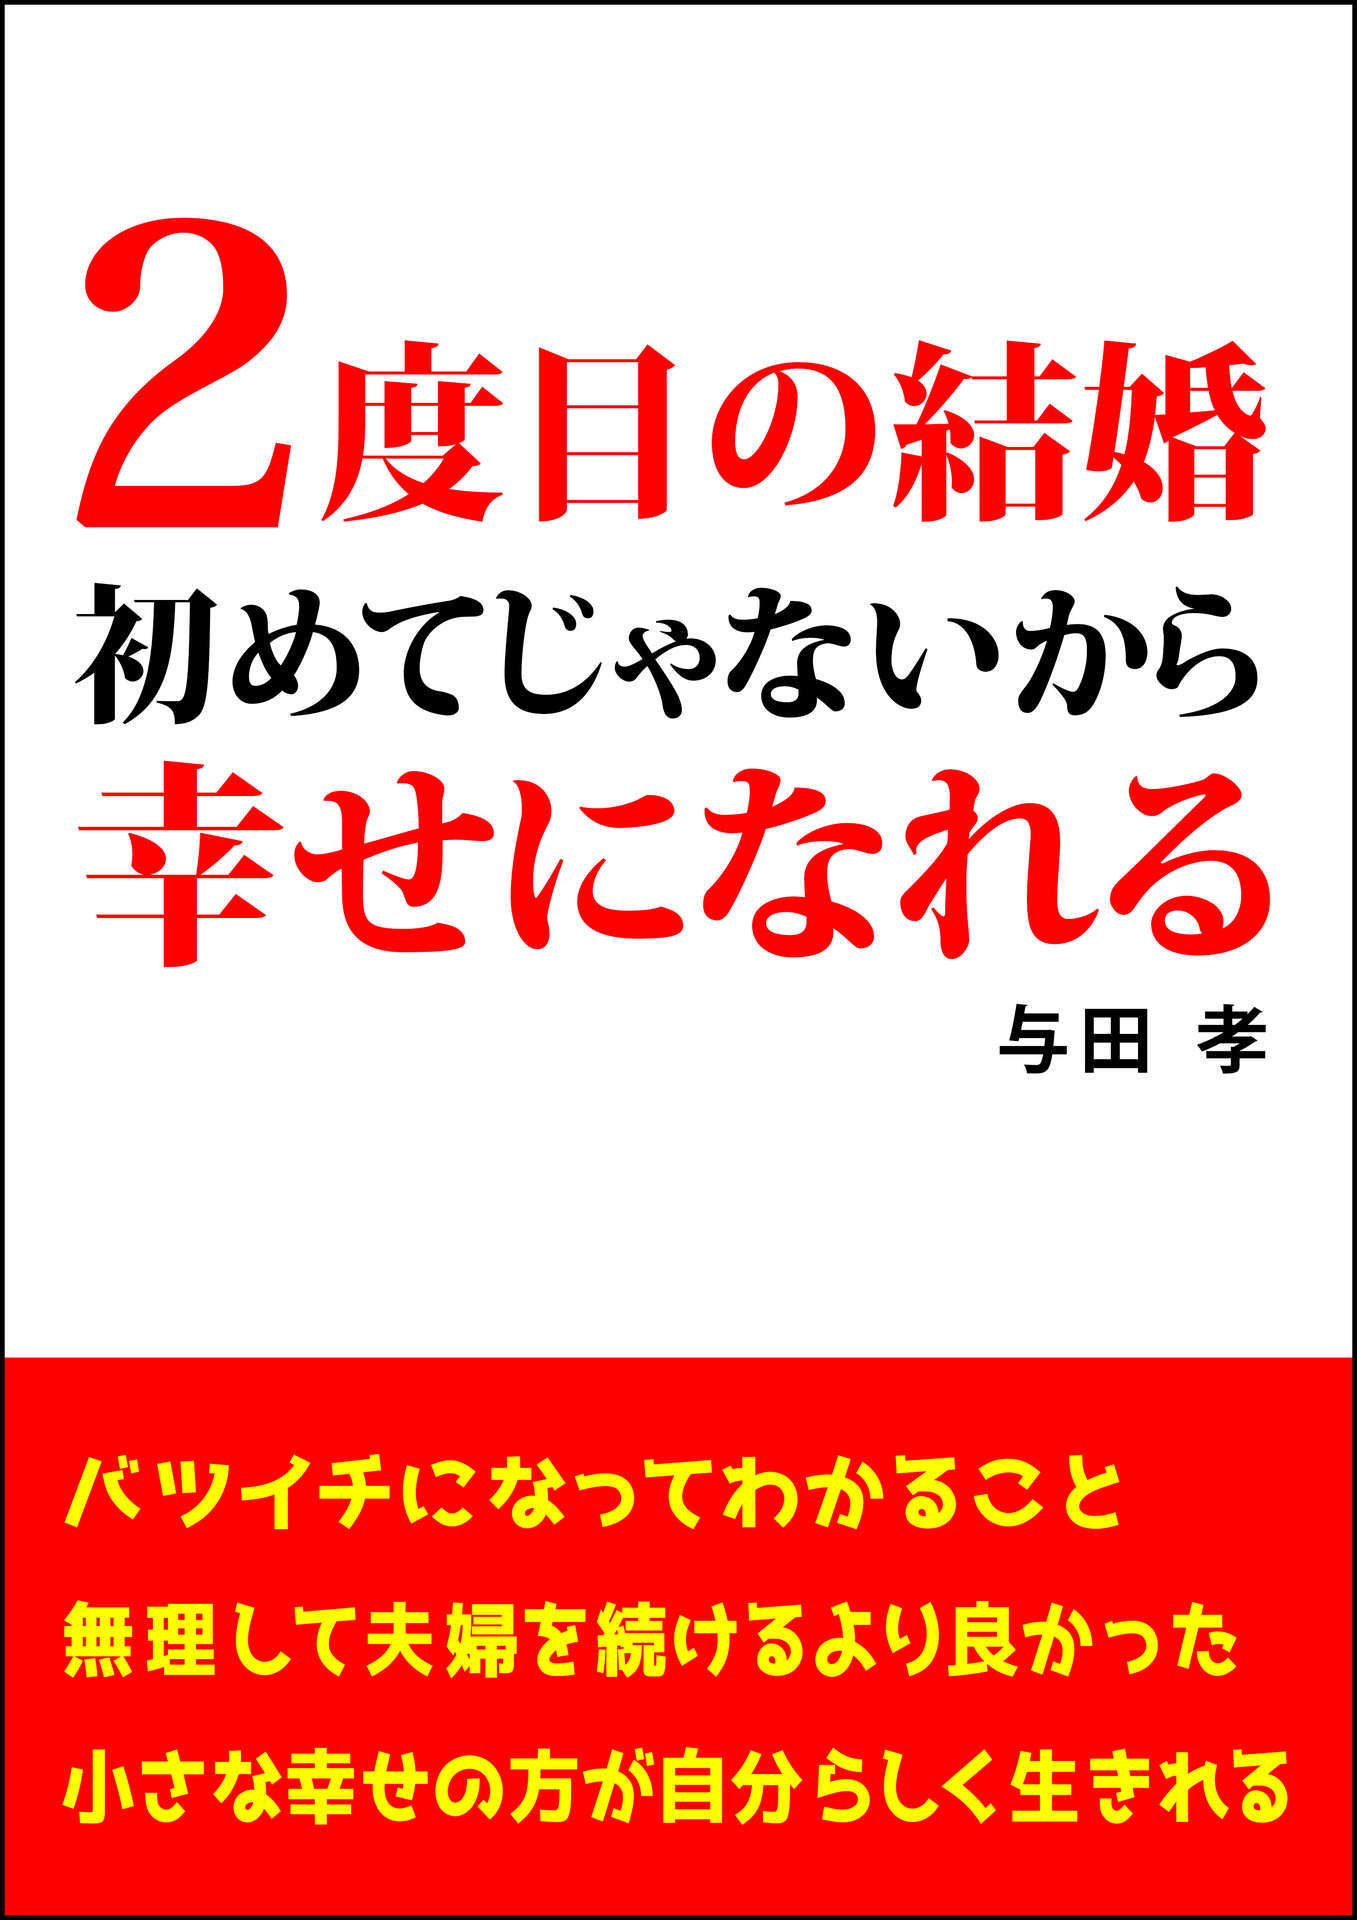 2度目の結婚
初めてじゃないから
幸せになれる
与田 孝
バツイチになってわかること
無理して夫婦を続けるより良かった
小さな幸せの方が自分らしく生きれる